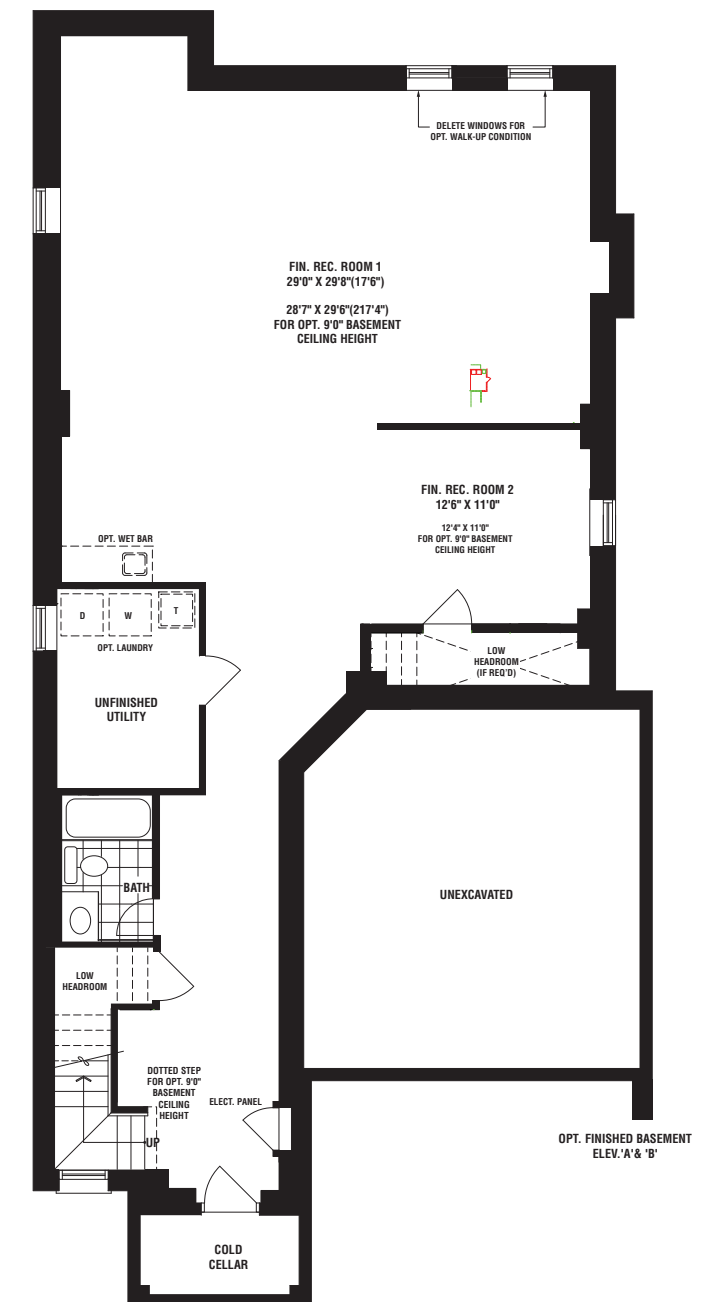 DELETE WINDOWS FOR
OPT. WALK-UP CONDITION
FIN. REC. ROOM 1
29'0" X 29'8"(17'6")
28'7" X 29'6"(217'4")
FOR OPT. 9'0" BASEMENT
CEILING HEIGHT
FIN. REC. ROOM 2
12'6" X 11'0"
12'4" X 11'0"
FOR OPT. 9'0" BASEMENT
CEILING HEIGHT
OPT. WET BAR
D
W
T
OPT. LAUNDRY
UNFINISHED
UTILITY
LOW
HEADROOM
(IF REQ'D)
BATH
UNEXCAVATED
LOW
HEADROOM
DOTTED STEP
FOR OPT. 9'0"
BASEMENT
CEILING
HEIGHT
ELECT. PANEL
UP
OPT. FINISHED BASEMENT
ELEV.'A'& 'B'
COLD
CELLAR